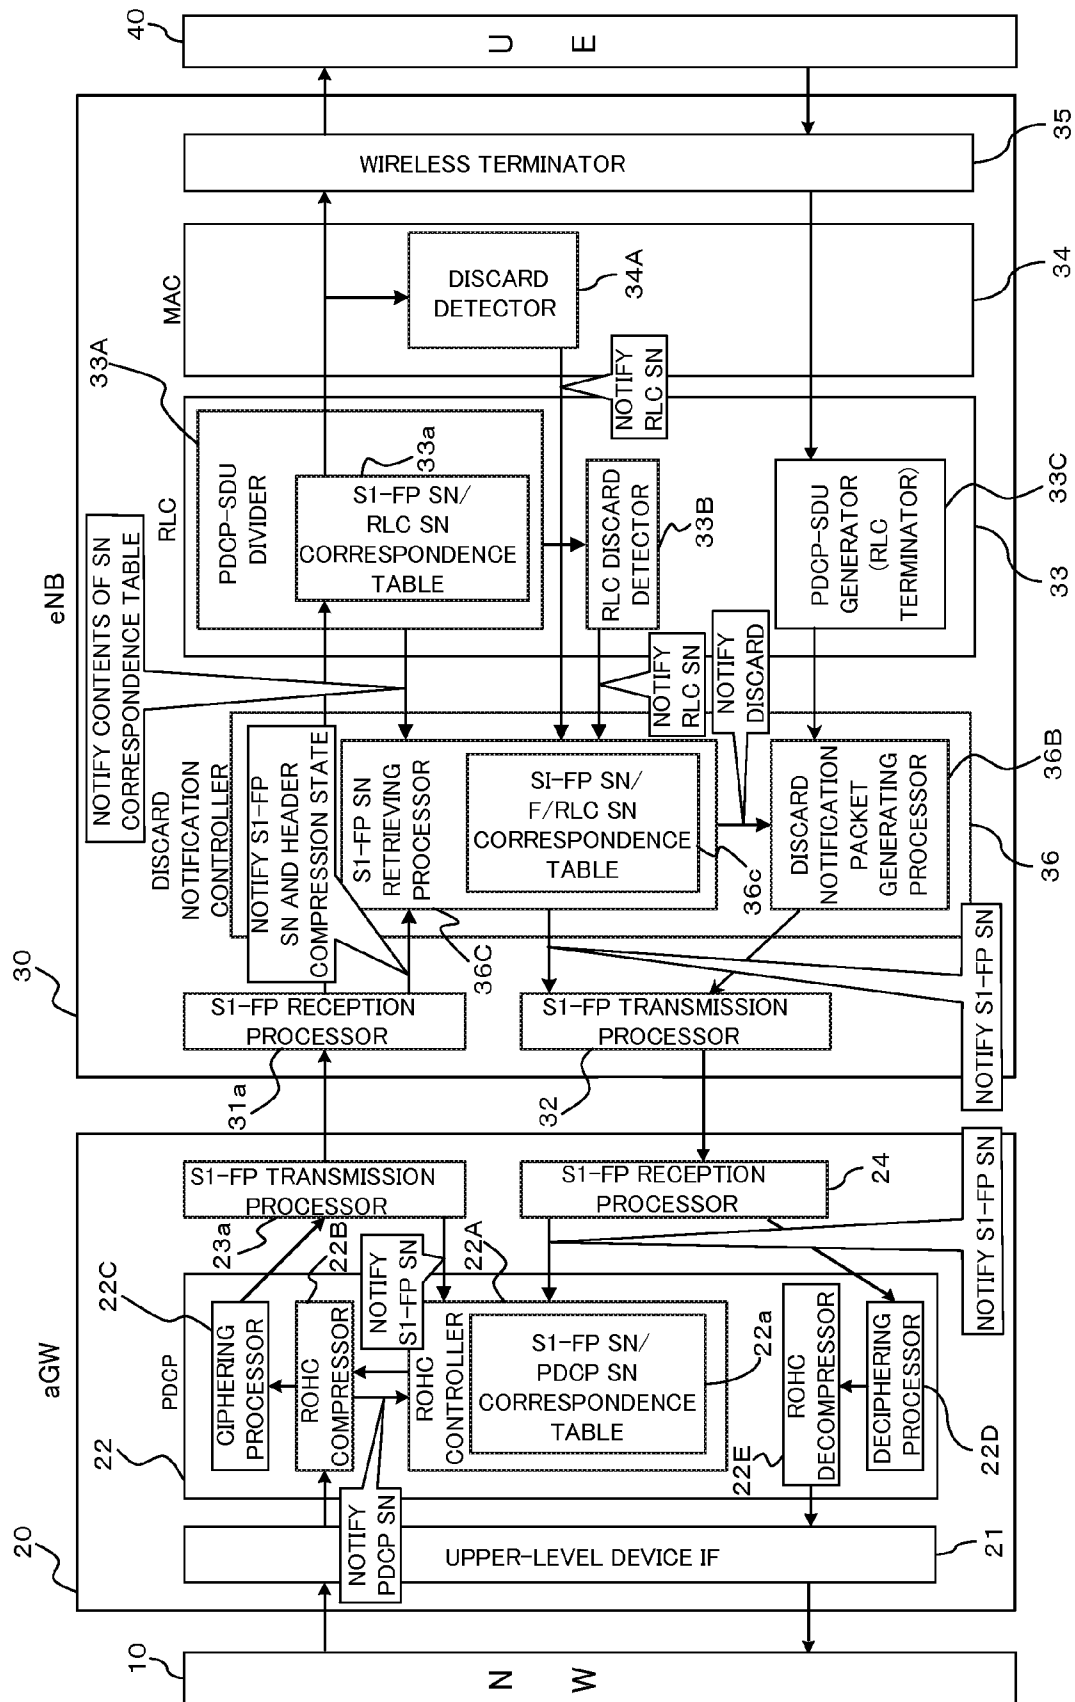 10
N W
20
aGW
22
PDCP
UPPER-LEVEL DEVICE IF
21
22C
CIPHERING
PROCESSOR
22B
ROHC
COMPRESSOR
NOTIFY
PDCP SN
NOTIFY
S1-FP SN
22A
ROHC
CONTROLLER
S1-FP SN/
PDCP SN
CORRESPONDENCE
TABLE
22a
22E
ROHC
DECOMPRESSOR
DECIPHERING
PROCESSOR
22D
23a
S1-FP TRANSMISSION
PROCESSOR
S1-FP RECEPTION
PROCESSOR
24
NOTIFY S1-FP SN
30
eNB
S1-FP RECEPTION
PROCESSOR
31a
S1-FP TRANSMISSION
PROCESSOR
32
NOTIFY S1-FP SN
DISCARD
NOTIFICATION
CONTROLLER
NOTIFY S1-FP
SN AND HEADER
COMPRESSION STATE
36C
S1-FP SN
RETRIEVING
PROCESSOR
SI-FP SN/
F/RLC SN
CORRESPONDENCE
TABLE
36c
NOTIFY
DISCARD
DISCARD
NOTIFICATION
PACKET
GENERATING
PROCESSOR
36B
36
NOTIFY CONTENTS OF SN
CORRESPONDENCE TABLE
RLC
33A
PDCP-SDU
DIVIDER
33a
S1-FP SN/
RLC SN
CORRESPONDENCE
TABLE
RLC DISCARD
DETECTOR
33B
NOTIFY
RLC SN
PDCP-SDU
GENERATOR
(RLC
TERMINATOR)
33C
33
MAC
DISCARD
DETECTOR
34A
NOTIFY
RLC SN
34
WIRELESS TERMINATOR
35
40
U E